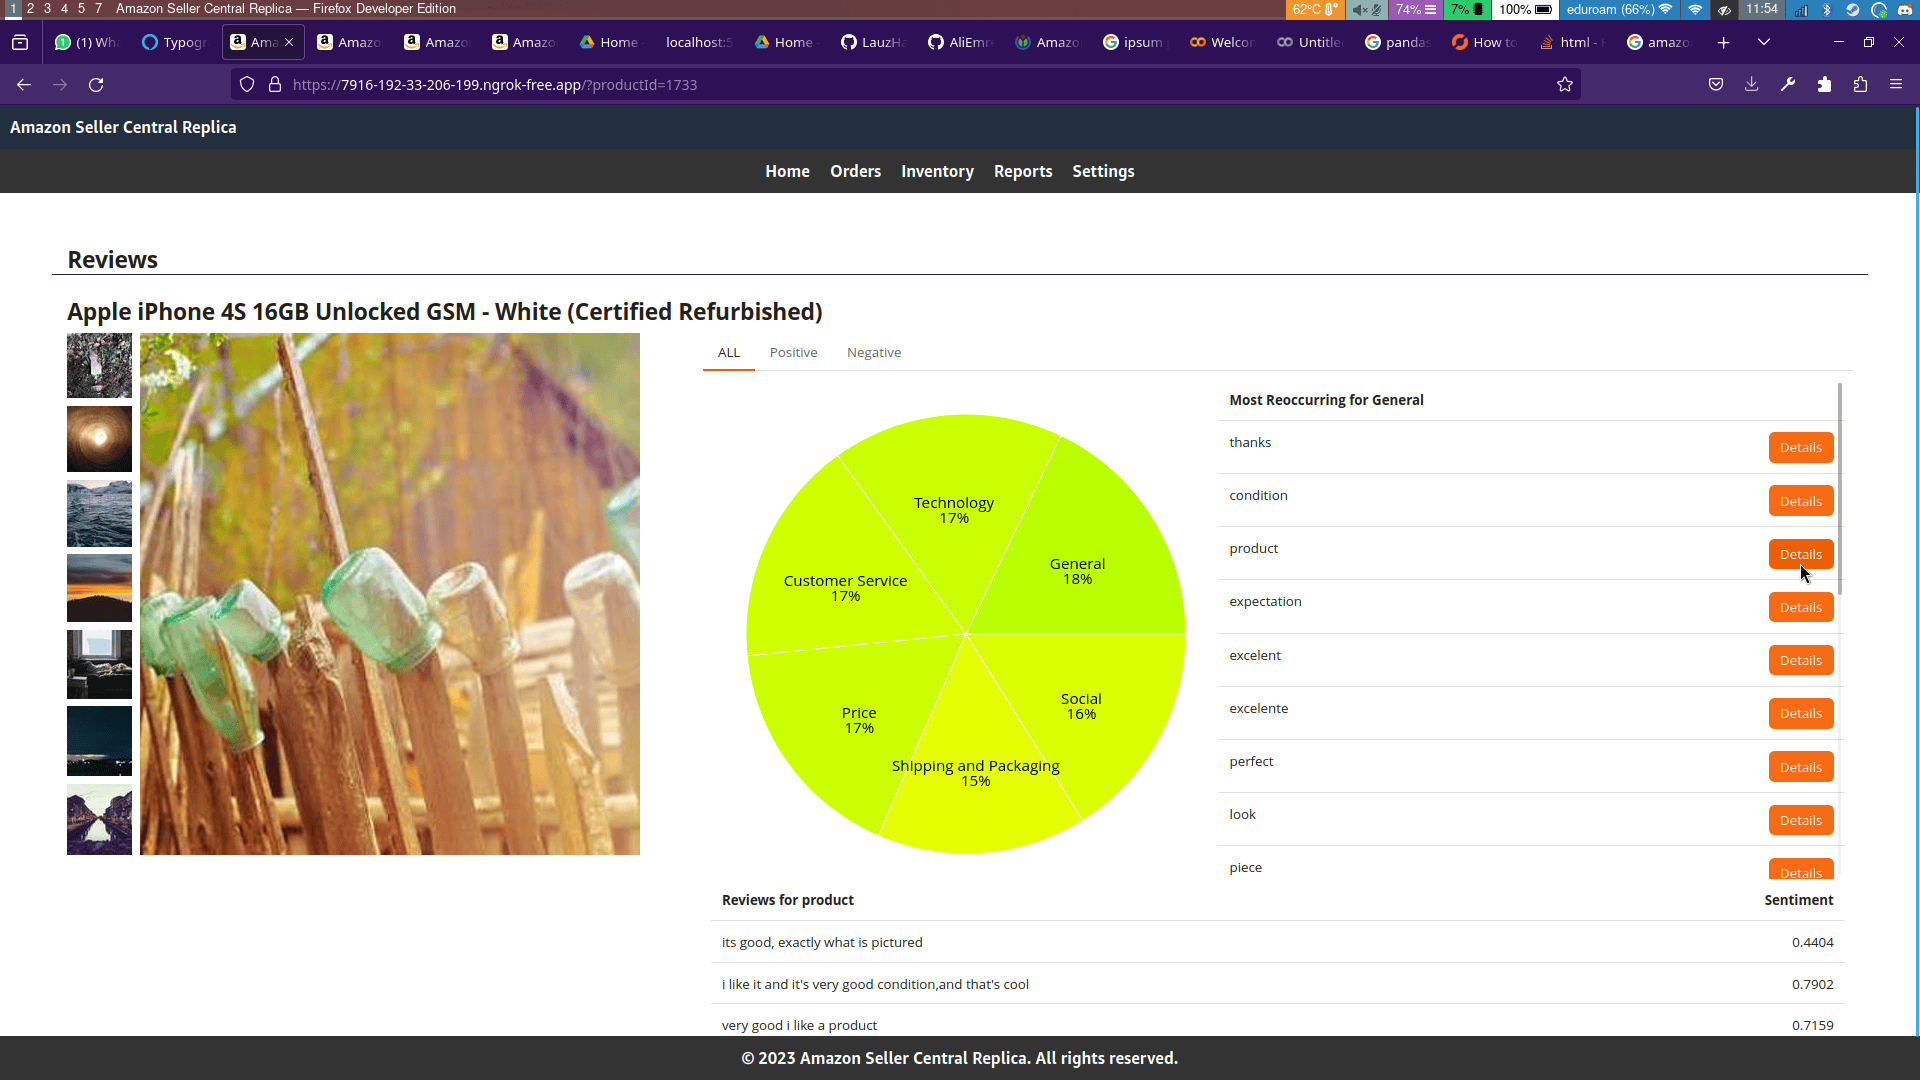 1 2 3 4 5 7 Amazon Seller Central Replica — Firefox Developer Edition 62°C 74% 7% 100% eduroam (66%) 11:54
(1) Wh Typogr Ama Amazo Amazo Amazo Home localhost:5 Home LauzHa AliEmr Amazo ipsum Welcom Untitle pandas How to html - amazo
https://7916-192-33-206-199.ngrok-free.app/?productId=1733
Amazon Seller Central Replica
Home Orders Inventory Reports Settings
Reviews
Apple iPhone 4S 16GB Unlocked GSM - White (Certified Refurbished)
ALL Positive Negative
Technology
17%
General
18%
Customer Service
17%
Price
17%
Social
16%
Shipping and Packaging
15%
Most Reoccurring for General
thanks Details
condition Details
product Details
expectation Details
excelent Details
excelente Details
perfect Details
look Details
piece Details
Reviews for product Sentiment
its good, exactly what is pictured 0.4404
i like it and it's very good condition,and that's cool 0.7902
very good i like a product 0.7159
© 2023 Amazon Seller Central Replica. All rights reserved.